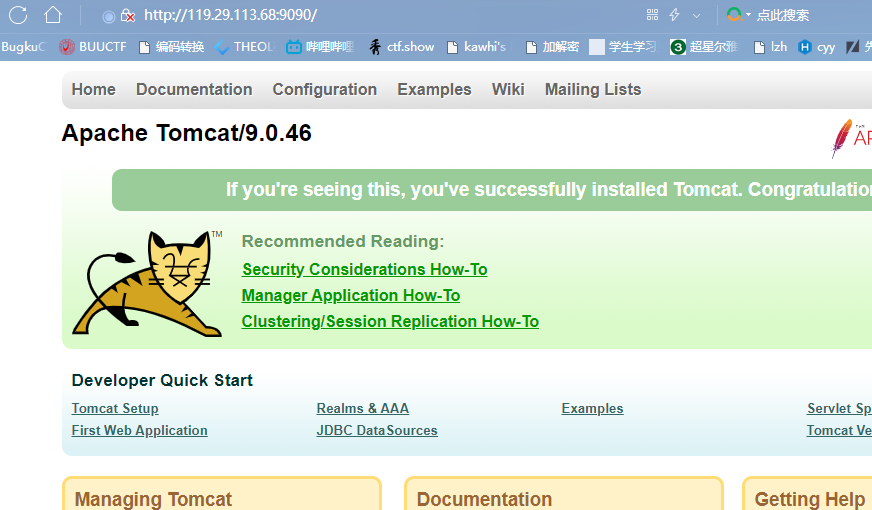 http://119.29.113.68:9090/ 点此搜索
BugkuC BUUCTF 编码转换 THEOL 哔哩哔哩 ctf.show kawhi's 加解密 学生学习 超星尔雅 lzh cyy
Home Documentation Configuration Examples Wiki Mailing Lists
Apache Tomcat/9.0.46
If you're seeing this, you've successfully installed Tomcat. Congratulation
TM
Recommended Reading:
Security Considerations How-To
Manager Application How-To
Clustering/Session Replication How-To
Developer Quick Start
Tomcat Setup Realms & AAA Examples Servlet Sp
First Web Application JDBC DataSources Tomcat Ve
Managing Tomcat Documentation Getting Help